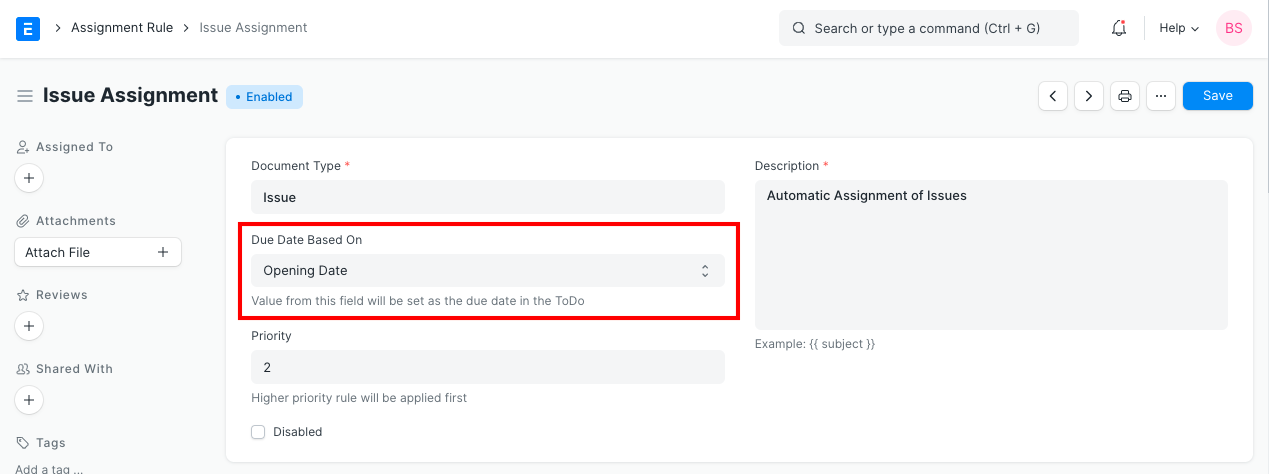 E
Assignment Rule
Issue Assignment
Search or type a command (Ctrl + G)
Help
BS
Issue Assignment
• Enabled
...
Save
Assigned To
+
Attachments
Attach File +
Reviews
+
Shared With
+
Tags
Add a tag ...
Document Type *
Issue
Due Date Based On
Opening Date
Value from this field will be set as the due date in the ToDo
Priority
2
Higher priority rule will be applied first
Disabled
Description *
Automatic Assignment of Issues
Example: {{ subject }}